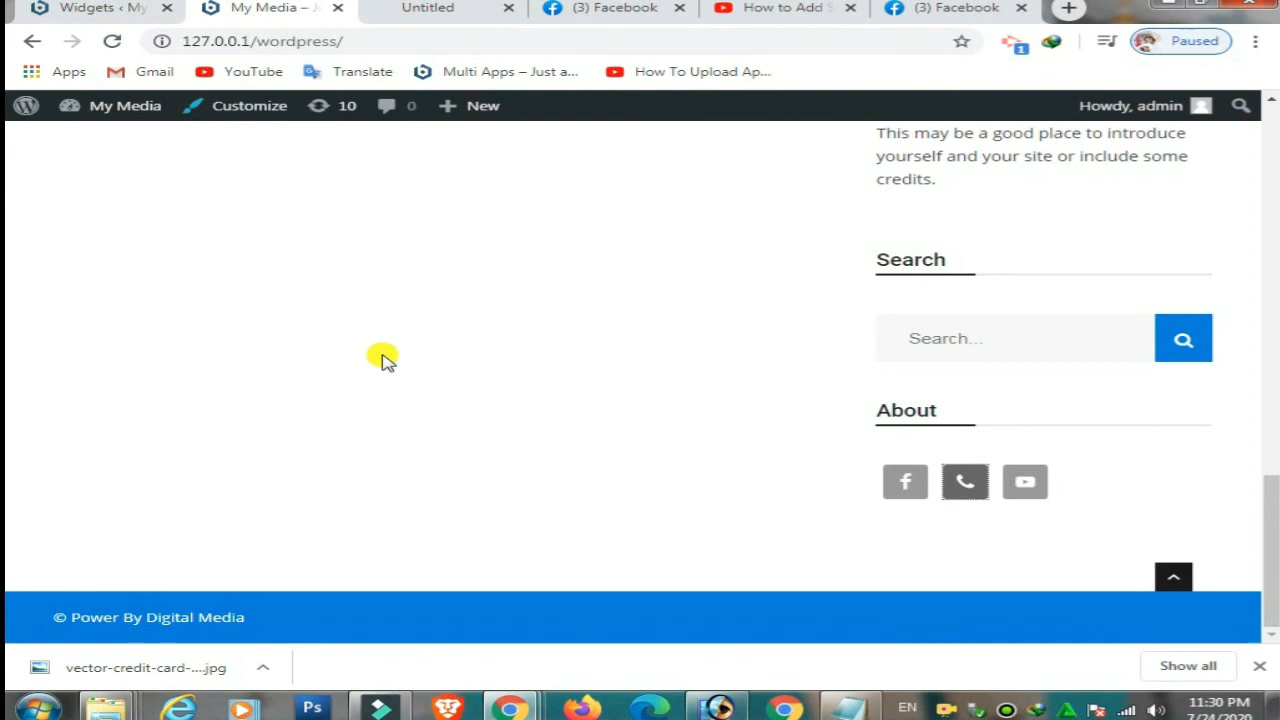 Widgets ‹ My
My Media – J
Untitled
(3) Facebook
How to Add S
(3) Facebook
127.0.0.1/wordpress/
Paused
Apps
Gmail
YouTube
Translate
Multi Apps – Just a...
How To Upload Ap...
My Media
Customize
10
0
New
Howdy, admin
This may be a good place to introduce
yourself and your site or include some
credits.
Search
Search...
About
© Power By Digital Media
vector-credit-card-....jpg
Show all
Ps
EN
11:30 PM
7/24/2020